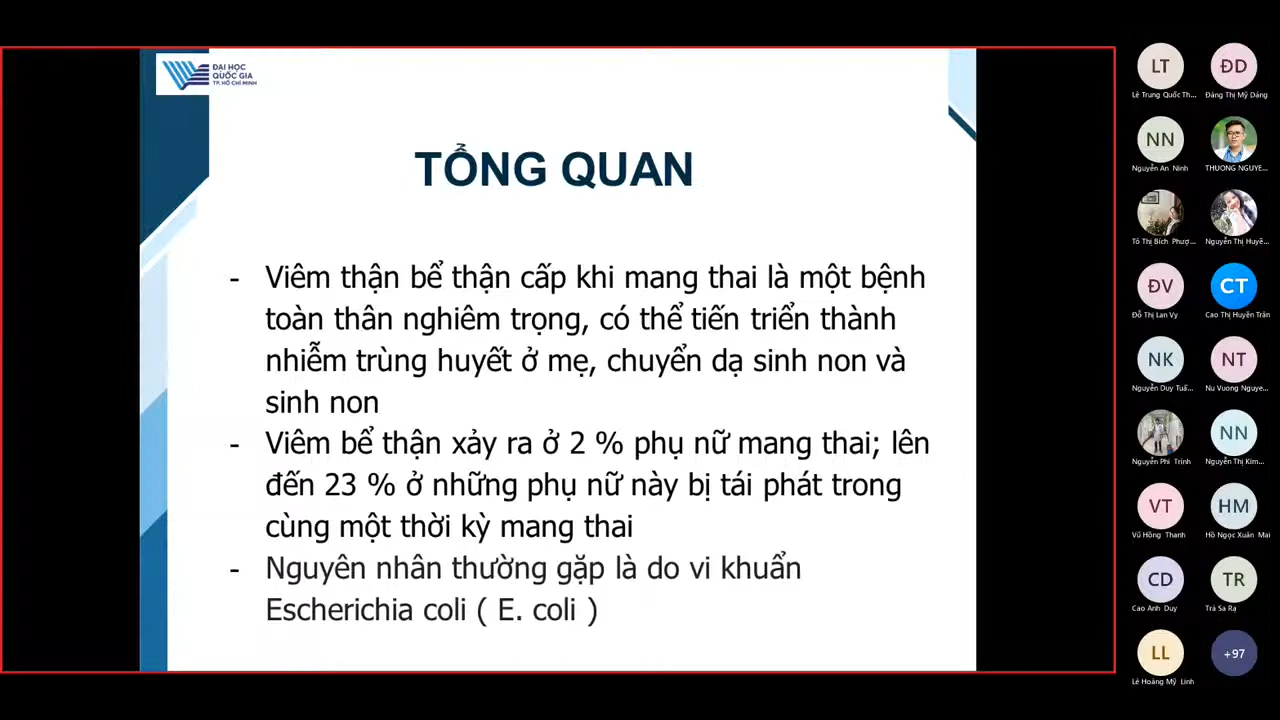 ĐẠI HỌC
QUỐC GIA
TP. HỒ CHÍ MINH
TỔNG QUAN
- Viêm thận bể thận cấp khi mang thai là một bệnh
toàn thân nghiêm trọng, có thể tiến triển thành
nhiễm trùng huyết ở mẹ, chuyển dạ sinh non và
sinh non
- Viêm bể thận xảy ra ở 2 % phụ nữ mang thai; lên
đến 23 % ở những phụ nữ này bị tái phát trong
cùng một thời kỳ mang thai
- Nguyên nhân thường gặp là do vi khuẩn
Escherichia coli ( E. coli )
LT
ĐD
Lê Trung Quốc Th...
Đặng Thị Mỹ Dáng
NN
Nguyễn An Ninh
THUONG NGUYE...
Tô Thị Bích Phượ...
Nguyễn Thị Huyề...
ĐV
CT
Đỗ Thị Lan Vy
Cao Thị Huyền Trân
NK
NT
Nguyễn Duy Tuấ...
Nu Vuong Nguye...
NN
Nguyễn Phi Trình
Nguyễn Thị Kim...
VT
HM
Vũ Hồng Thanh
Hồ Ngọc Xuân Mai
CD
TR
Cao Anh Duy
Trà Sa Rạ
LL
+97
Lê Hoàng Mỹ Linh